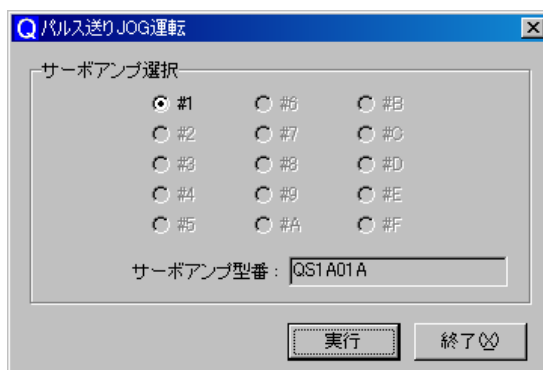 Q パルス送りJOG運転
サーボアンプ選択
#1 #6 #B
#2 #7 #C
#3 #8 #D
#4 #9 #E
#5 #A #F
サーボアンプ型番： QS1A01A
実行 終了(X)